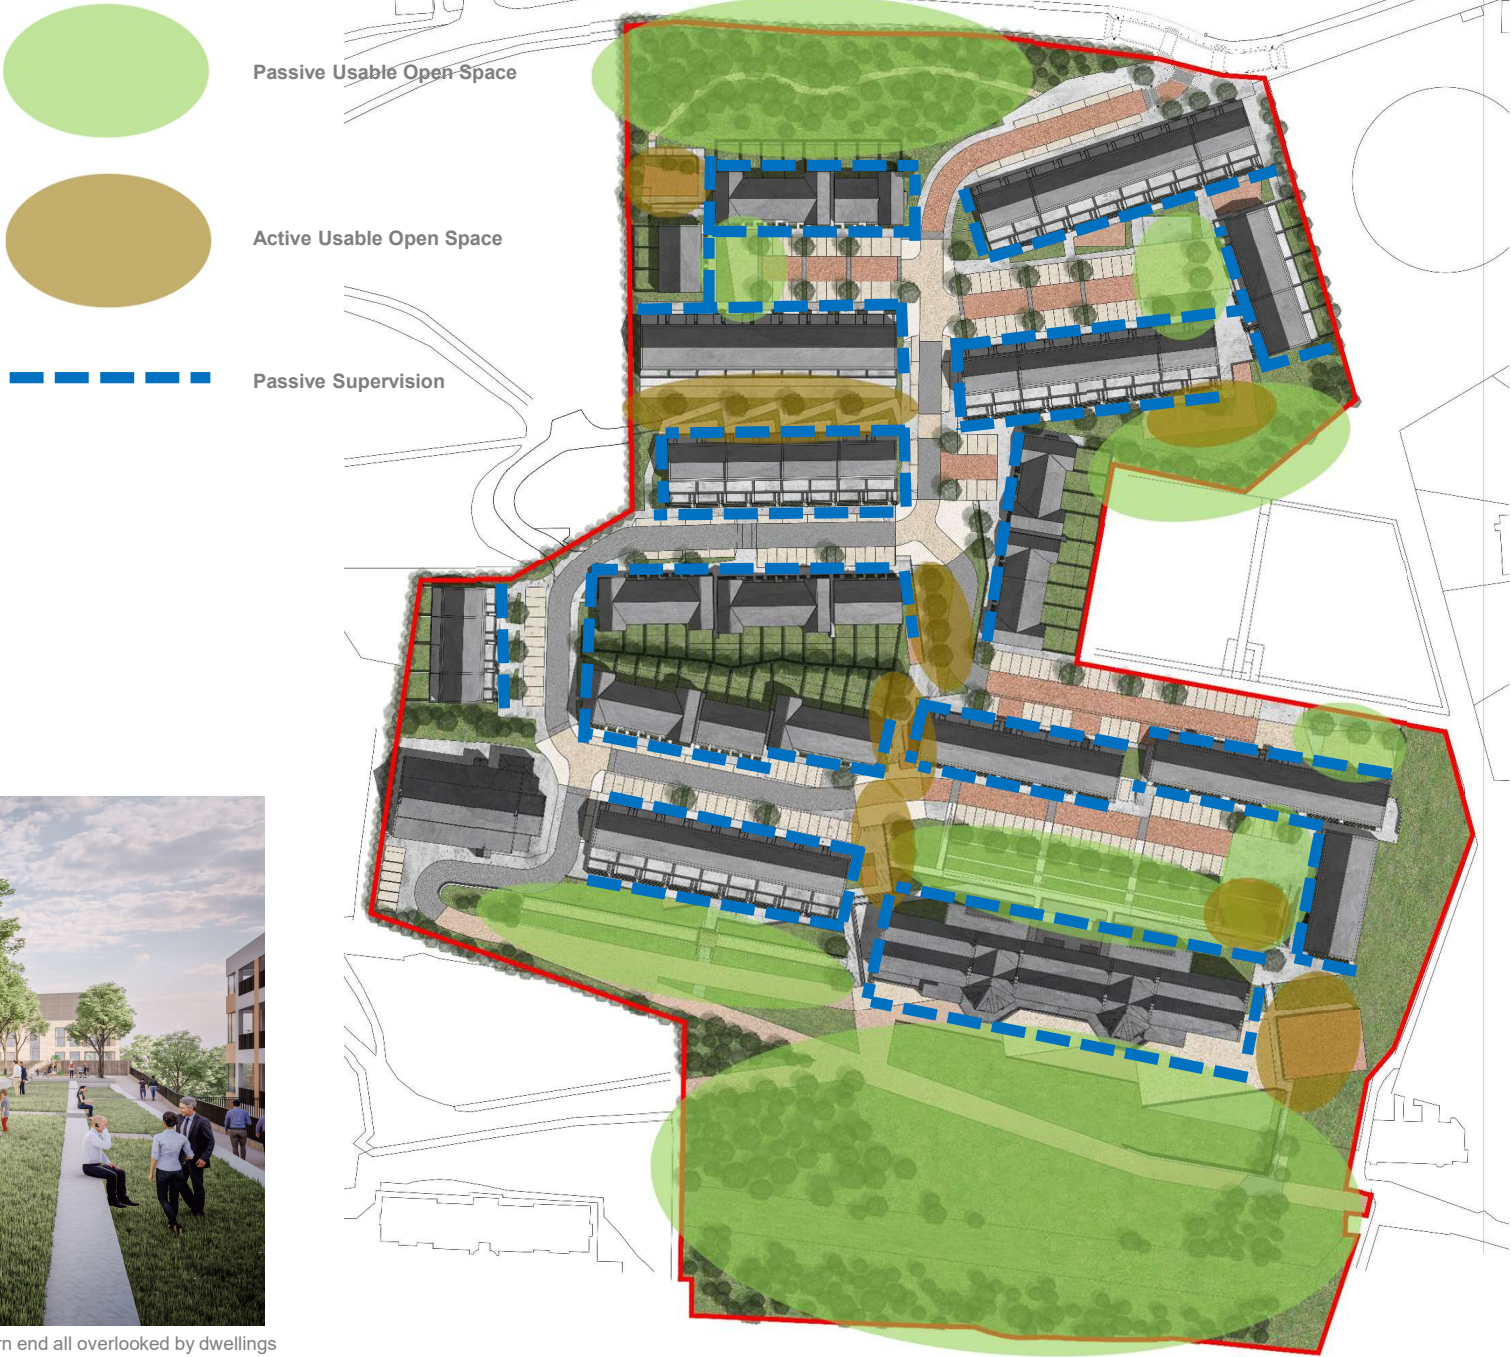 Passive Usable Open Space
Active Usable Open Space
Passive Supervision
end all overlooked by dwellings